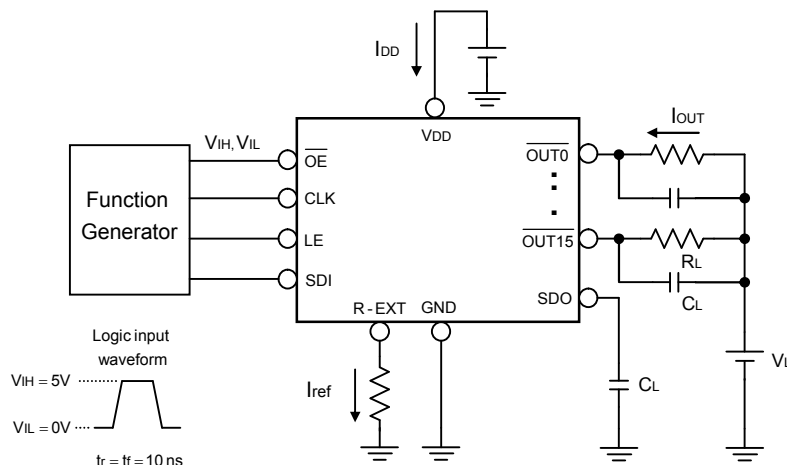 IDD
VDD
VIH, VIL
Function
Generator
OE
CLK
LE
SDI
OUT0
IOUT
OUT15
RL
CL
SDO
R-EXT
GND
Iref
CL
VL
Logic input
waveform
VIH = 5V
VIL = 0V
tr = tf = 10 ns